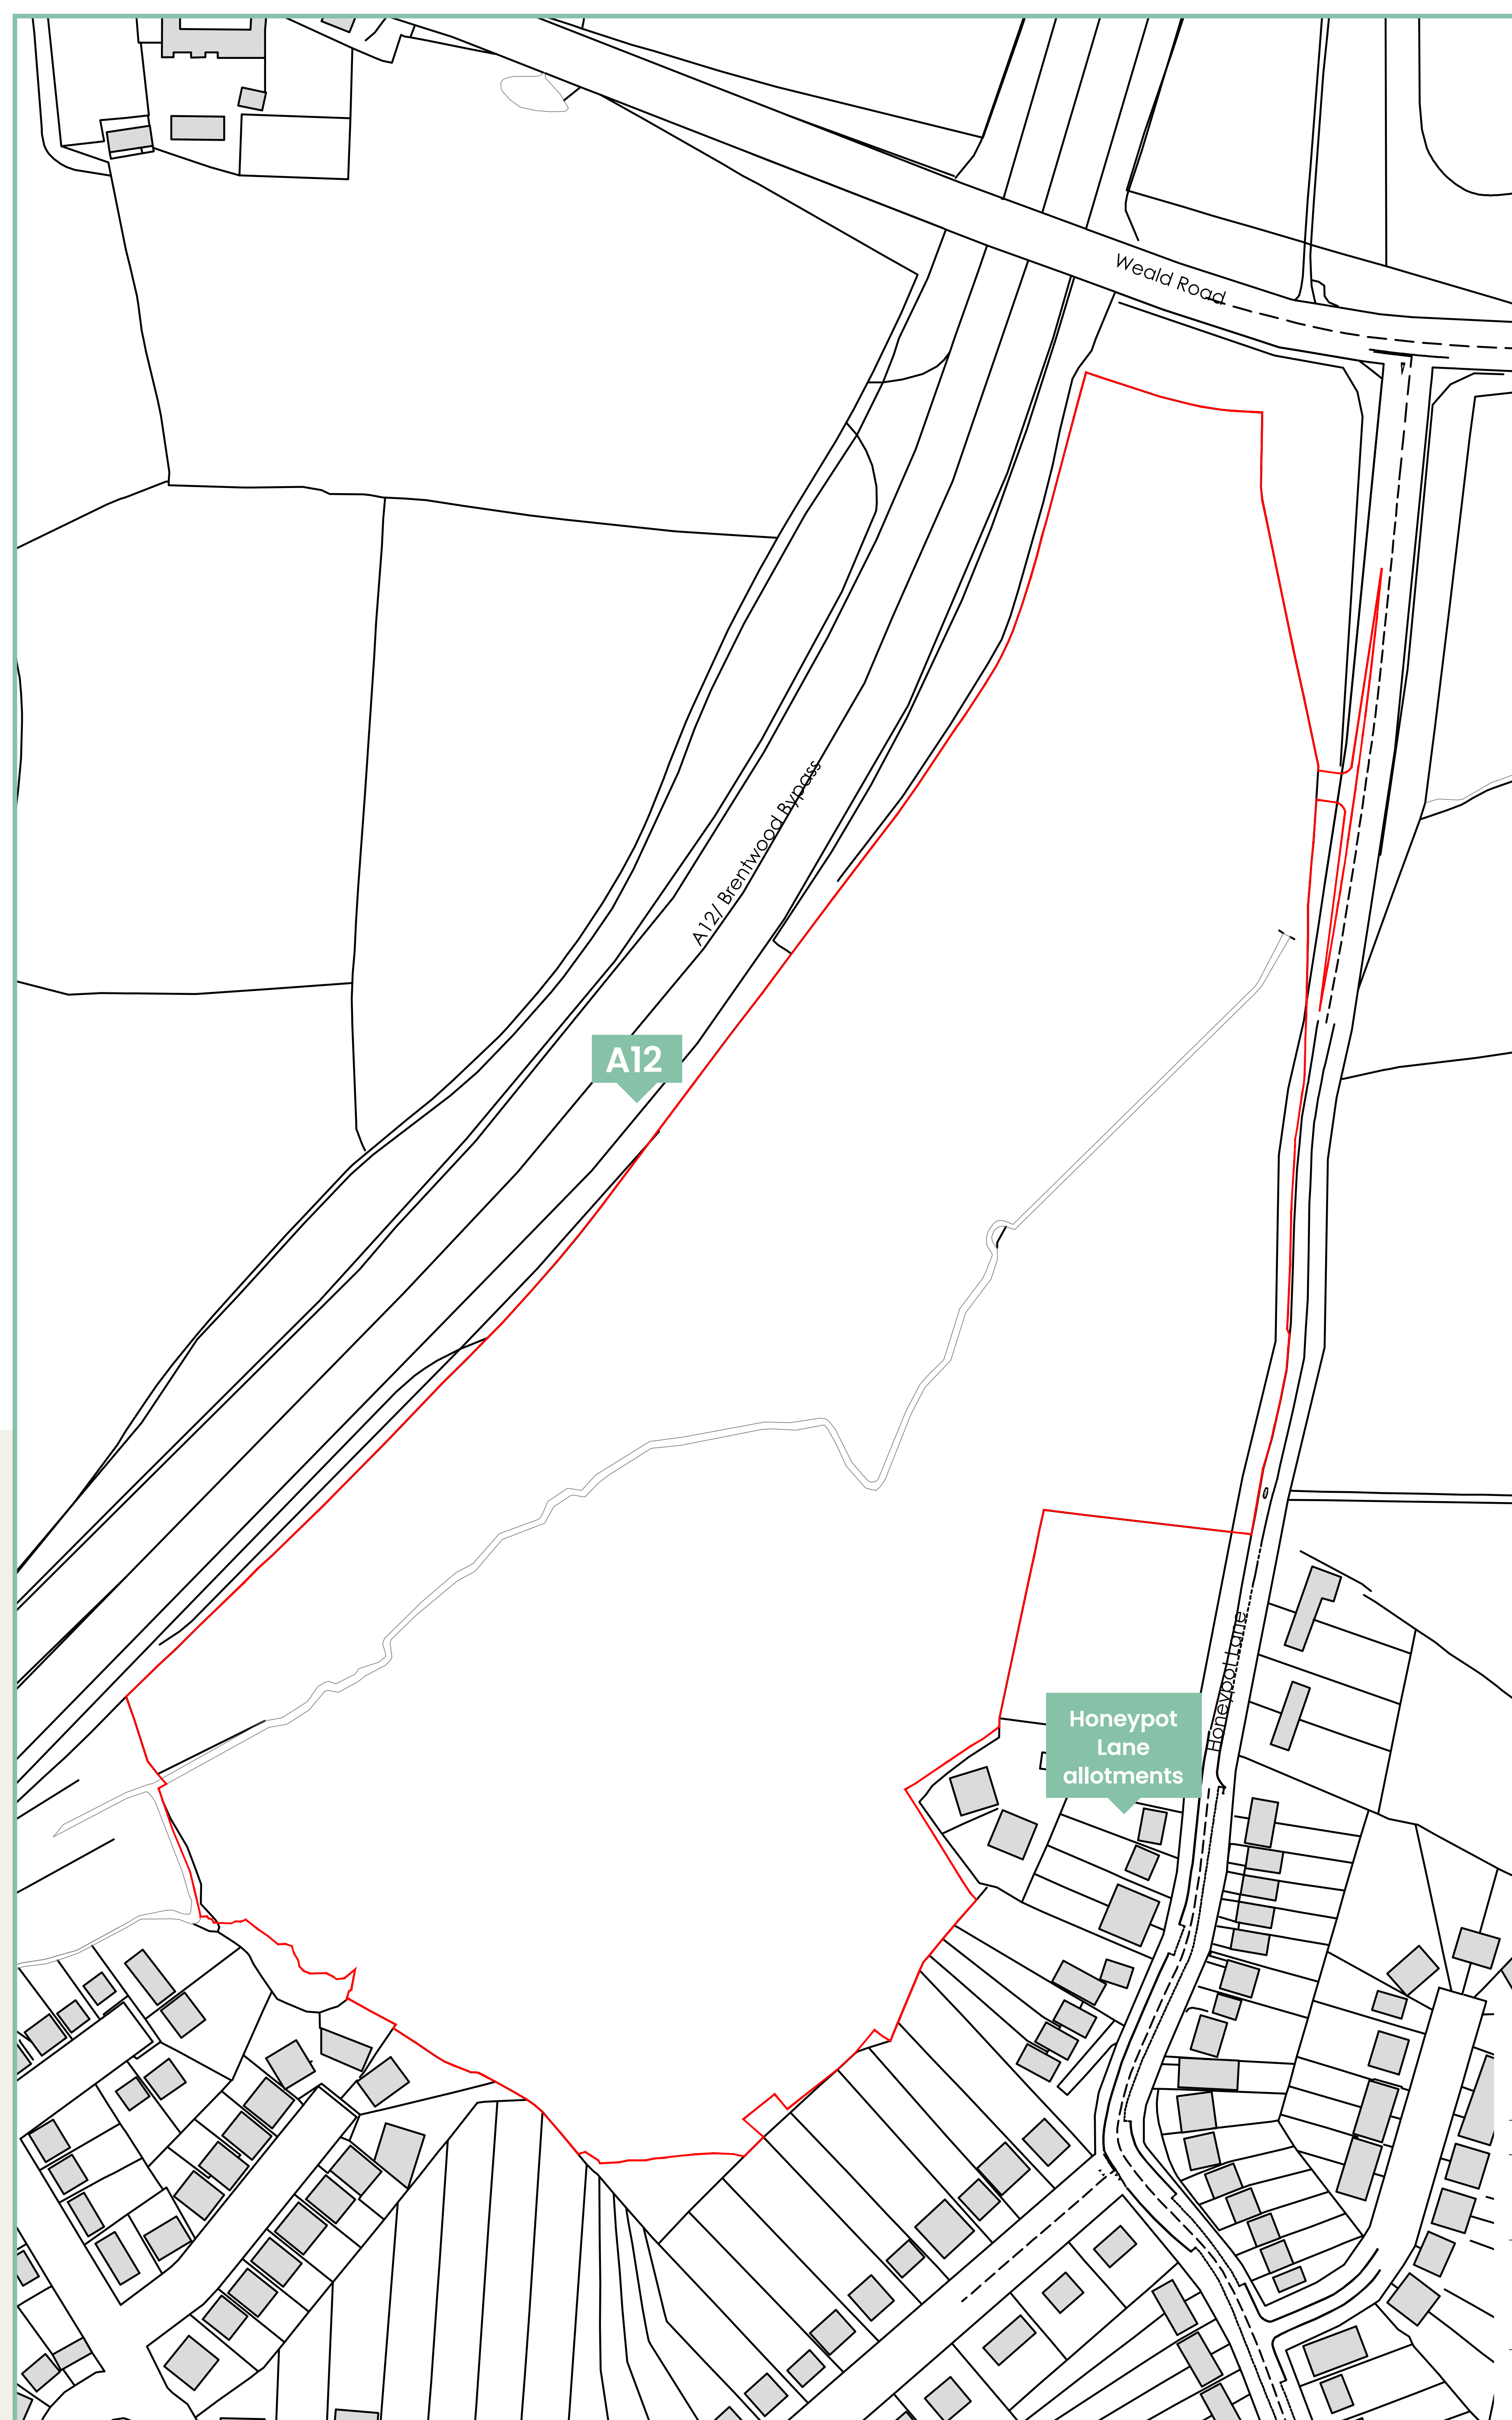 Weald Road
A12/ Brentwood Bypass
A12
Honeypot Lane
Honeypot
Lane
allotments